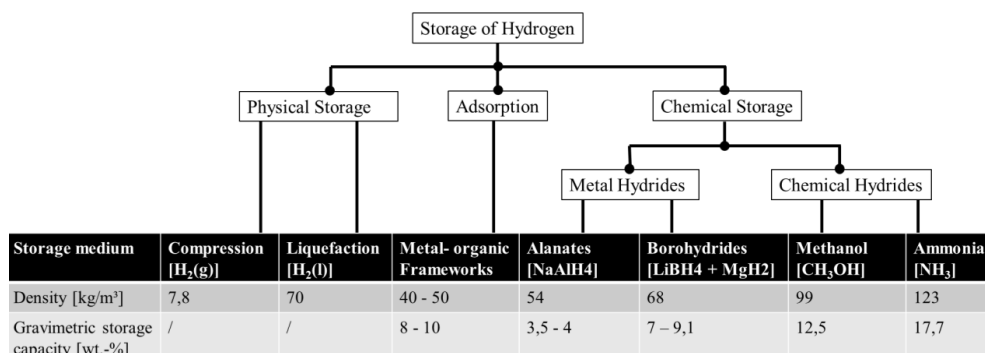 Storage of Hydrogen
Physical Storage
Adsorption
Chemical Storage
Metal Hydrides
Chemical Hydrides
Storage medium
Compression
[H₂(g)]
Liquefaction
[H₂(l)]
Metal- organic
Frameworks
Alanates
[NaAlH4]
Borohydrides
[LiBH4 + MgH2]
Methanol
[CH₃OH]
Ammonia
[NH₃]
Density [kg/m³] 7,8 70 40 - 50 54 68 99 123
Gravimetric storage
capacity [wt.-%]
/ / 8 - 10 3,5 - 4 7 – 9,1 12,5 17,7